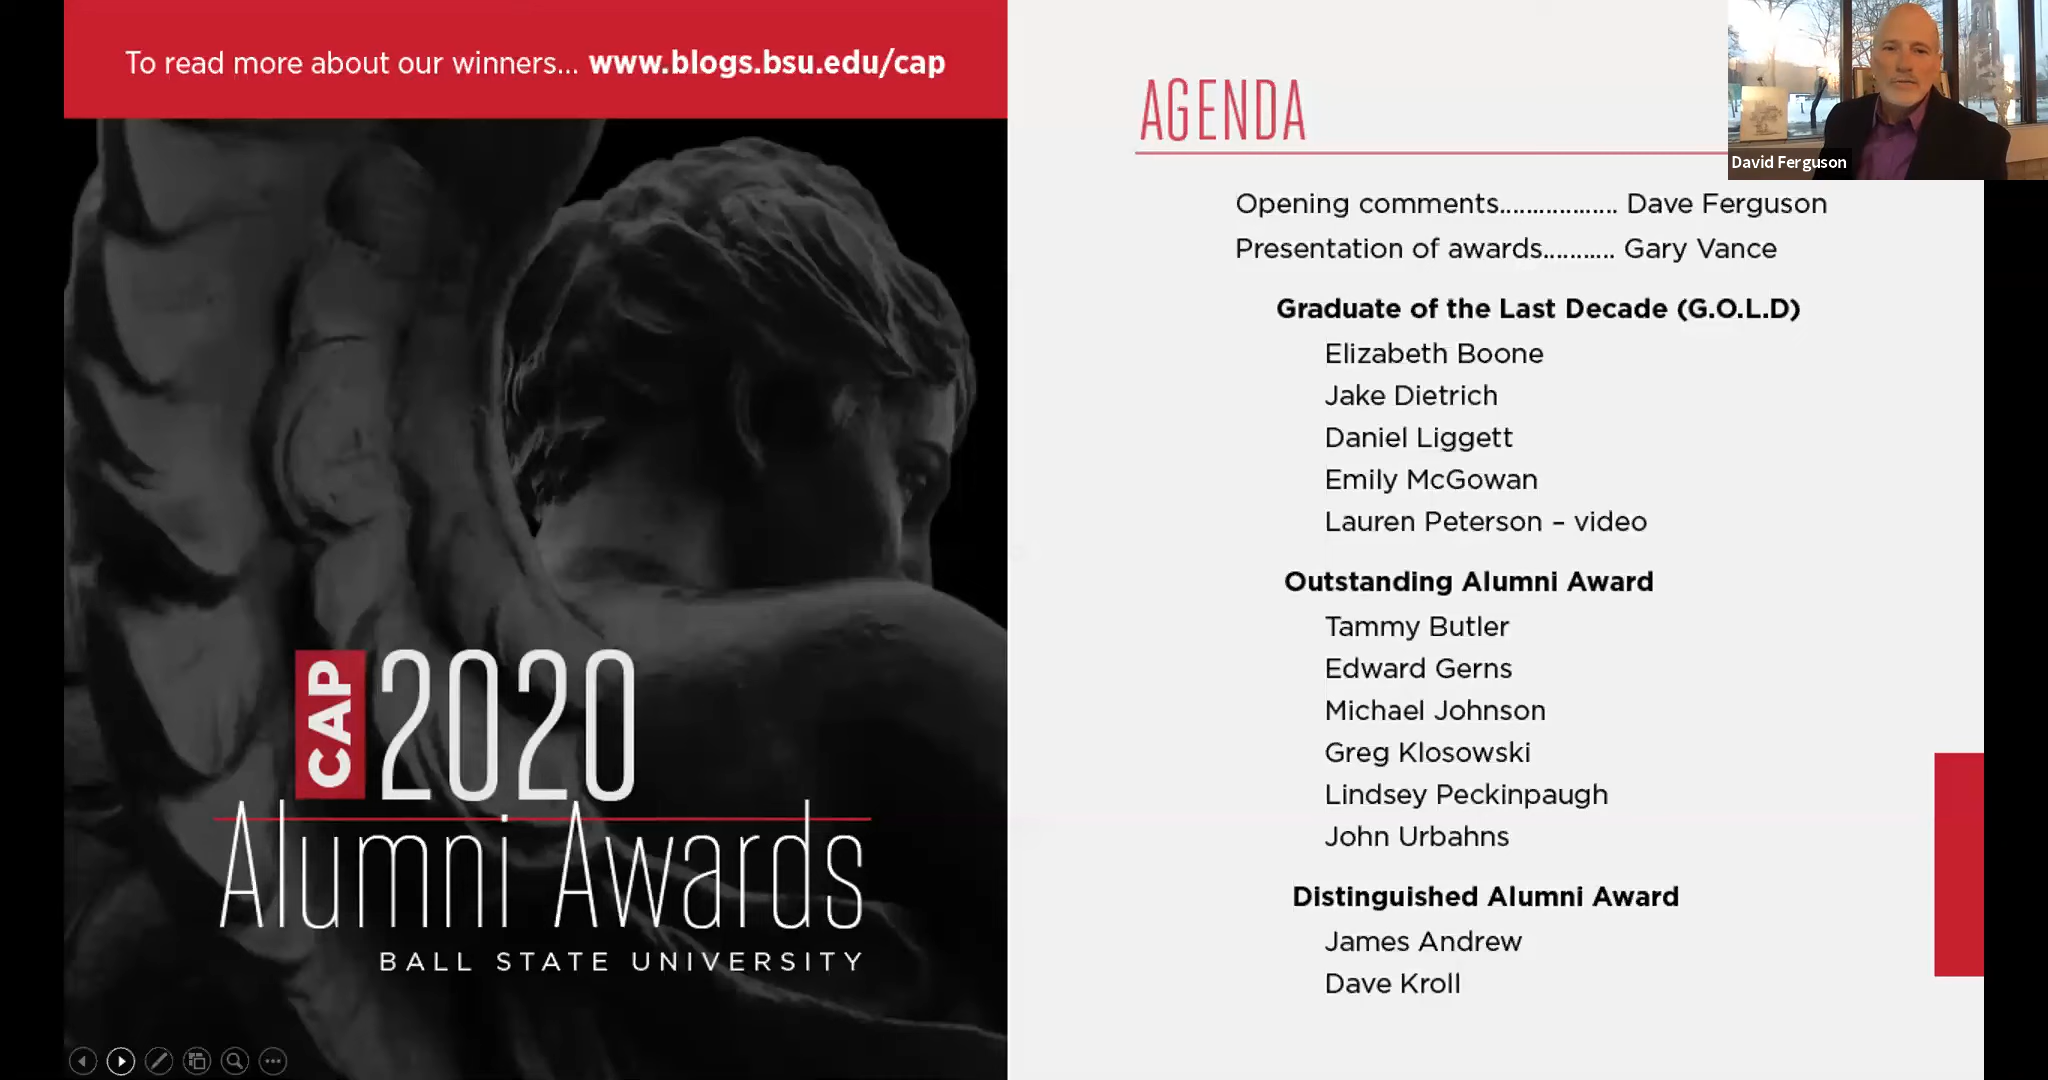 To read more about our winners... www.blogs.bsu.edu/cap
CAP 2020
Alumni Awards
BALL STATE UNIVERSITY
AGENDA
David Ferguson
Opening comments.................. Dave Ferguson
Presentation of awards........... Gary Vance
Graduate of the Last Decade (G.O.L.D)
Elizabeth Boone
Jake Dietrich
Daniel Liggett
Emily McGowan
Lauren Peterson – video
Outstanding Alumni Award
Tammy Butler
Edward Gerns
Michael Johnson
Greg Klosowski
Lindsey Peckinpaugh
John Urbahns
Distinguished Alumni Award
James Andrew
Dave Kroll